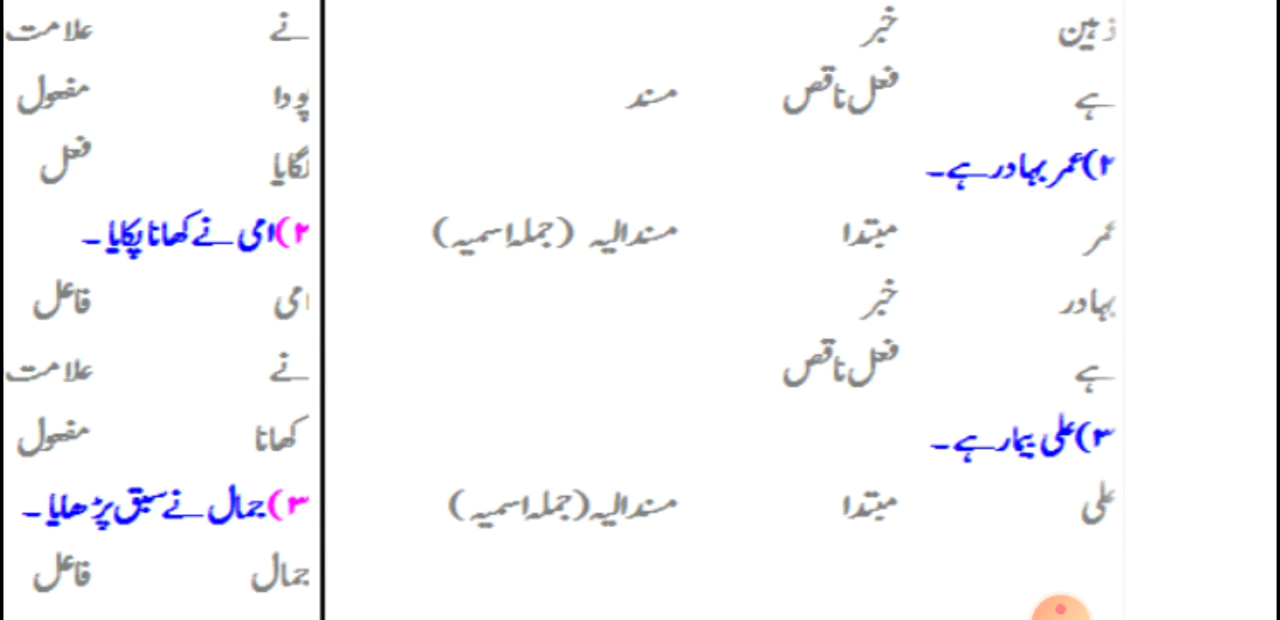 ذہین خبر
ہے فعل ناقص مسند
۲)عمر بہادر ہے۔
عمر مبتدا مسندالیہ (جملہ اسمیہ)
بہادر خبر
ہے فعل ناقص
۳)علی بیمار ہے۔
علی مبتدا مسندالیہ(جملہ اسمیہ)
نے علامت
پودا مفعول
لگایا فعل
۲)امی نے کھانا پکایا۔
امی فاعل
نے علامت
کھانا مفعول
۳)جمال نے سبق پڑھایا۔
جمال فاعل